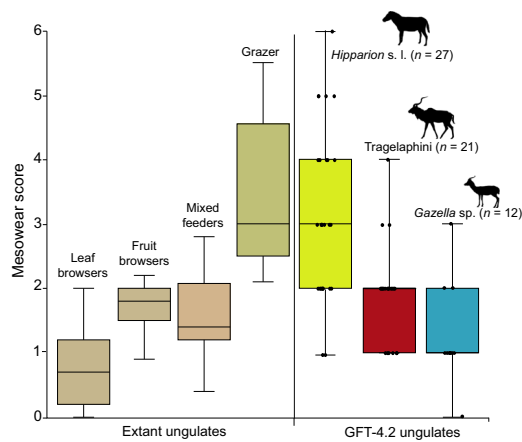 Mesowear score
6
5
4
3
2
1
0
Leaf
browsers
Fruit
browsers
Mixed
feeders
Grazer
Hipparion s. l. (n = 27)
Tragelaphini (n = 21)
Gazella sp. (n = 12)
Extant ungulates
GFT-4.2 ungulates